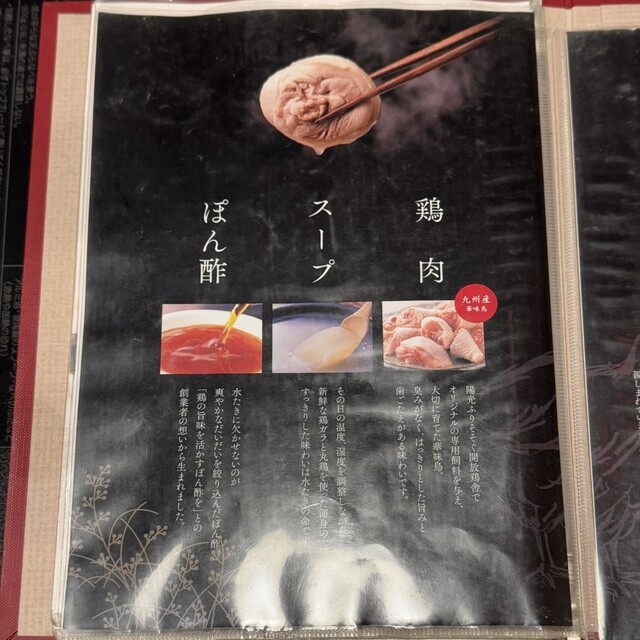 鶏肉
スープ
ぽん酢
九州産
華味鳥
陽光ふりそそぐ開放鶏舎で
オリジナルの専用飼料を与え、
大切に育てた華味鳥。
臭みがなく、はっきりとした旨みと
歯ごたえがある味わいです。
その日の温度、湿度を調整しながら
新鮮な鶏ガラと丸鶏を使った
すっきりした味わいは水たきの命です
水たきに欠かせないのが
爽やかなだいだいを絞り込んだぽん酢
「鶏の旨味を活かすぽん酢を」との
創業者の想いから生まれました。